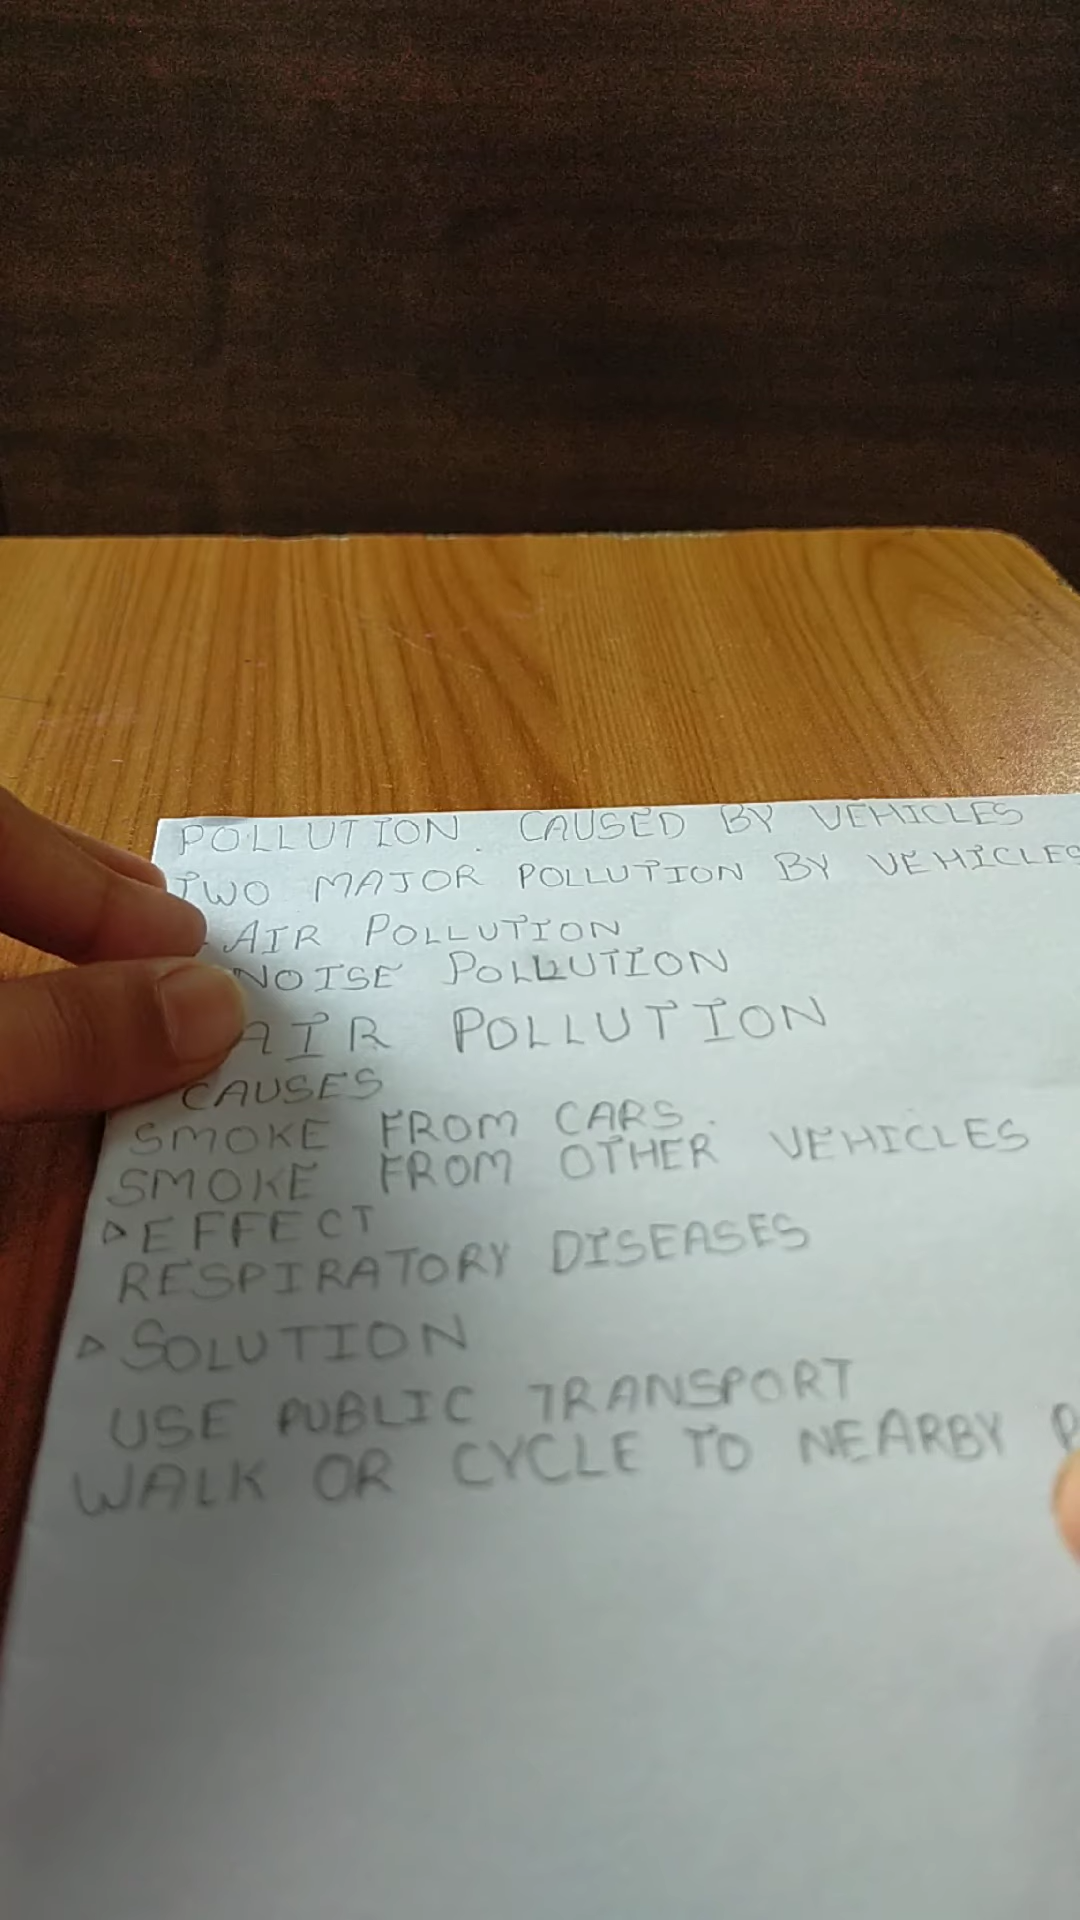 POLLUTION. CAUSED BY VEHICLES
TWO MAJOR POLLUTION BY VEHICLES
- AIR POLLUTION
NOISE POLLUTION
AIR POLLUTION
CAUSES
SMOKE FROM CARS.
SMOKE FROM OTHER VEHICLES
▷ EFFECT
RESPIRATORY DISEASES
▷ SOLUTION
USE PUBLIC TRANSPORT
WALK OR CYCLE TO NEARBY